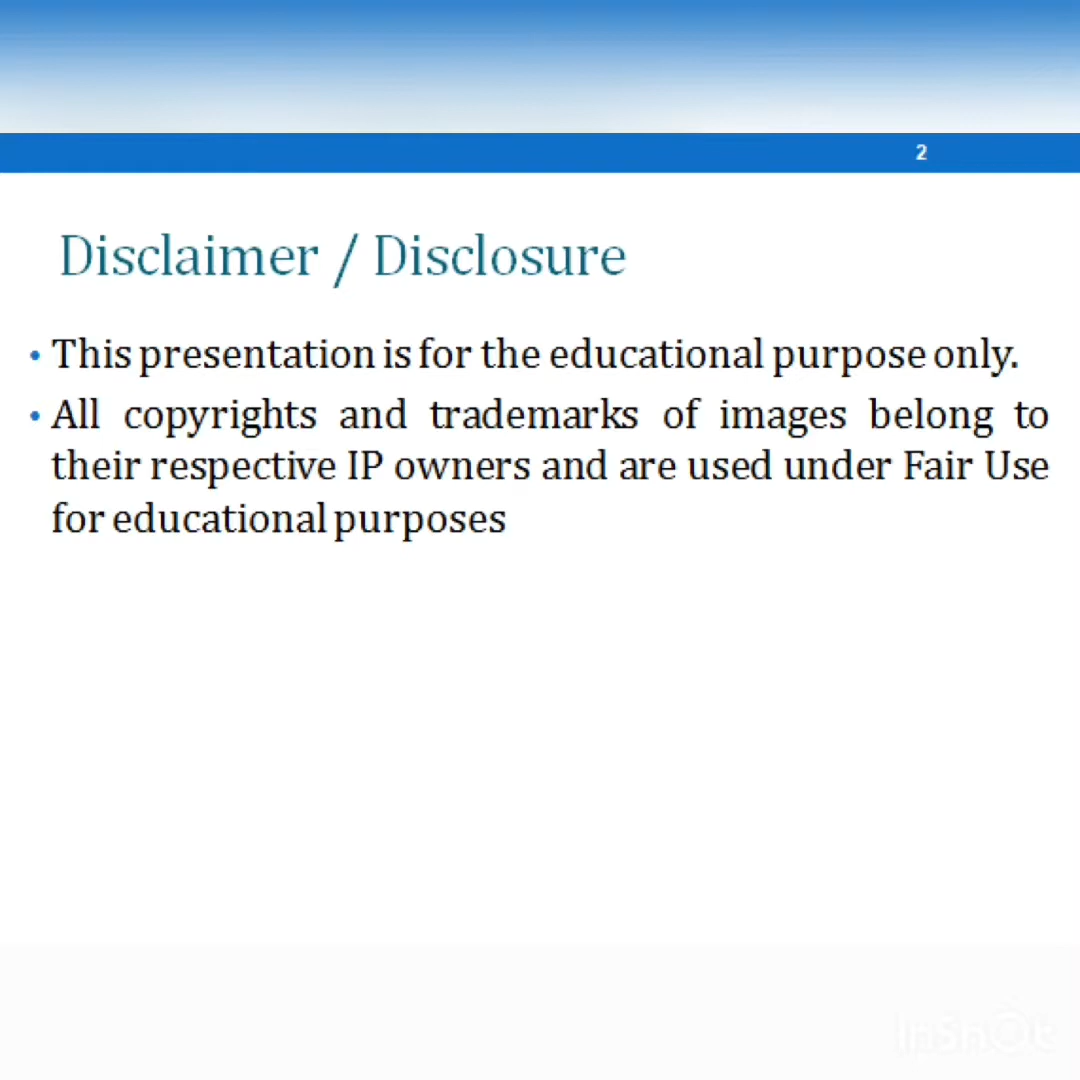 2
Disclaimer / Disclosure
• This presentation is for the educational purpose only.
• All copyrights and trademarks of images belong to
their respective IP owners and are used under Fair Use
for educational purposes
InShOt